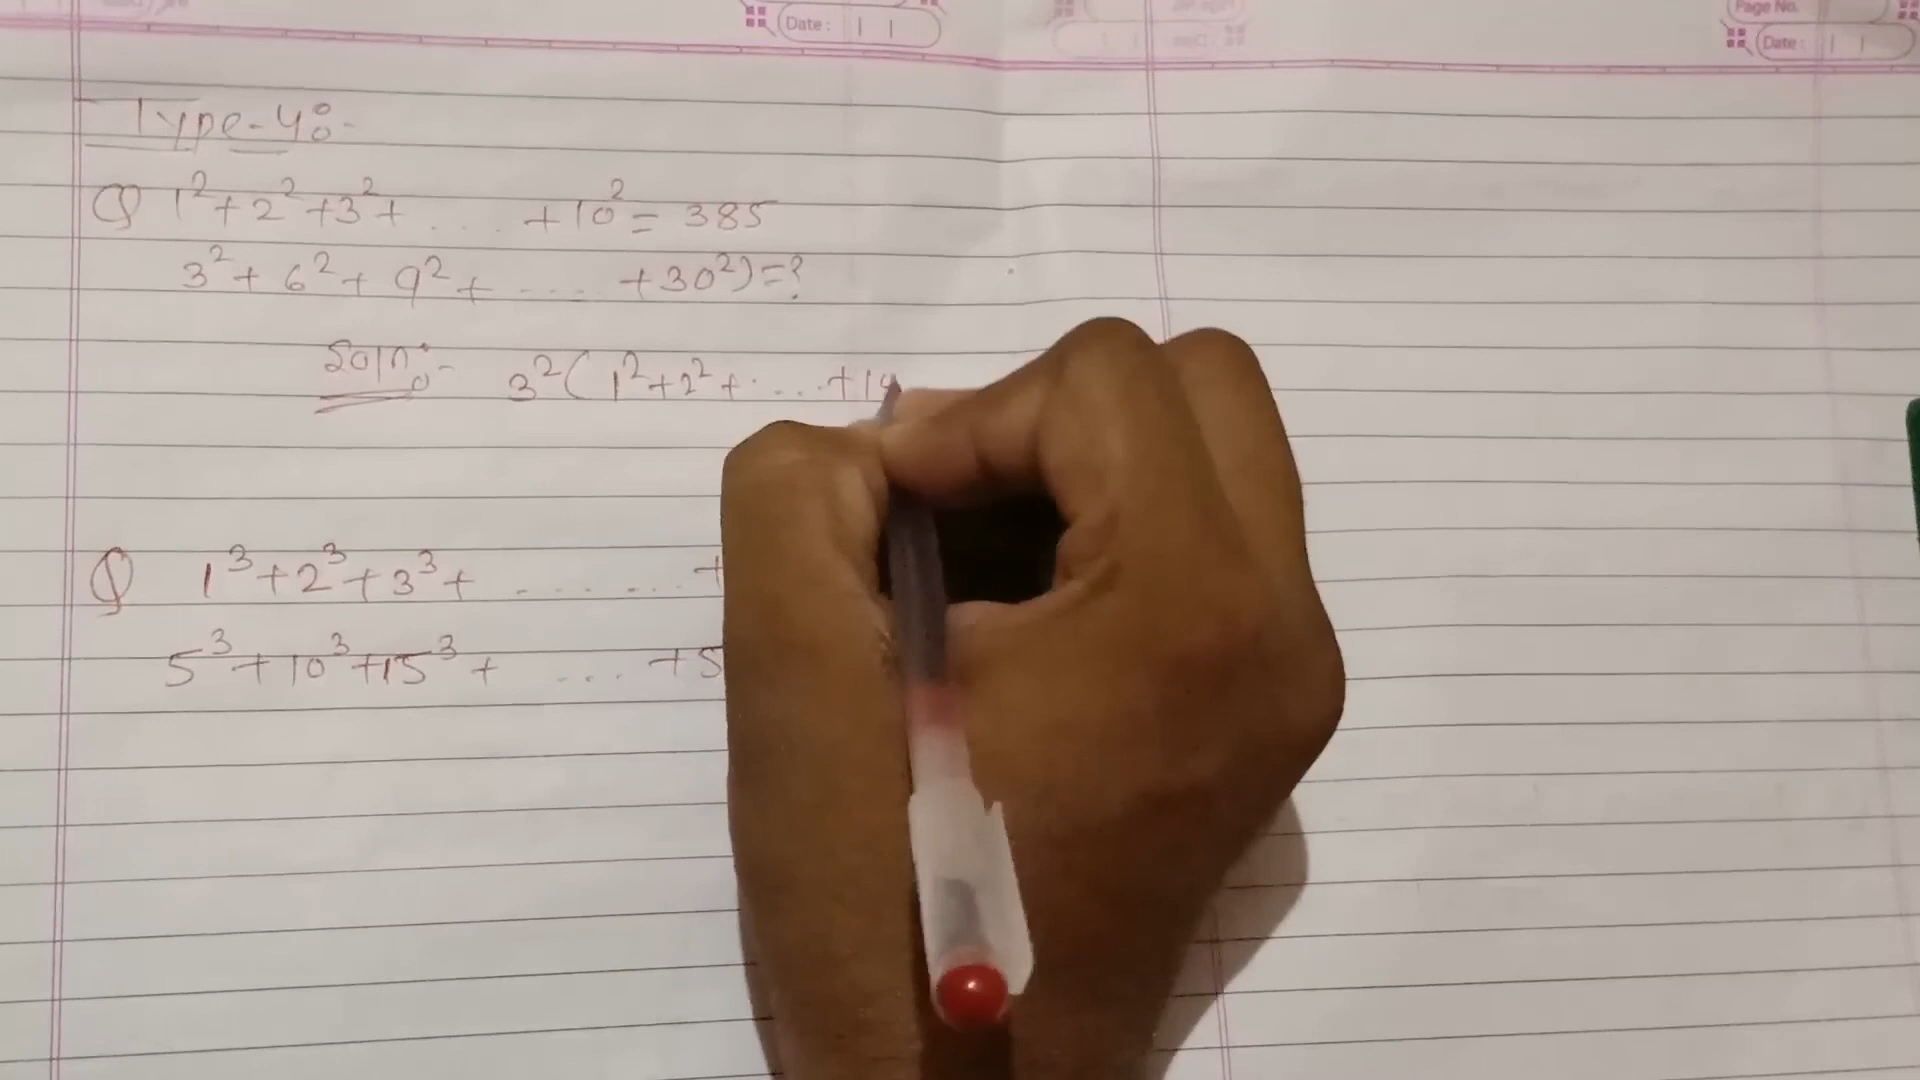 Date :
Page No.
Date :
Type-4:-
Q 1²+2²+3²+ .... +10² = 385
3²+6²+9²+ ..... +30²)=?
Soln:- 3²(1²+2²+ .... +1
Q 1³+2³+3³+ ...... +
5³+10³+15³+ .... +5